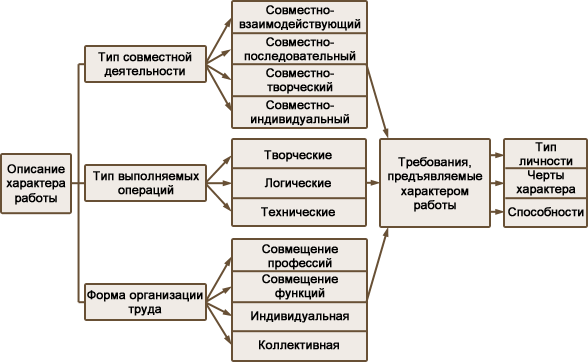 Описание
характера
работы
Тип совместной
деятельности
Совместно-
взаимодействующий
Совместно-
последовательный
Совместно-
творческий
Совместно-
индивидуальный
Тип выполняемых
операций
Творческие
Логические
Технические
Форма организации
труда
Совмещение
профессий
Совмещение
функций
Индивидуальная
Коллективная
Требования,
предъявляемые
характером
работы
Тип
личности
Черты
характера
Способности